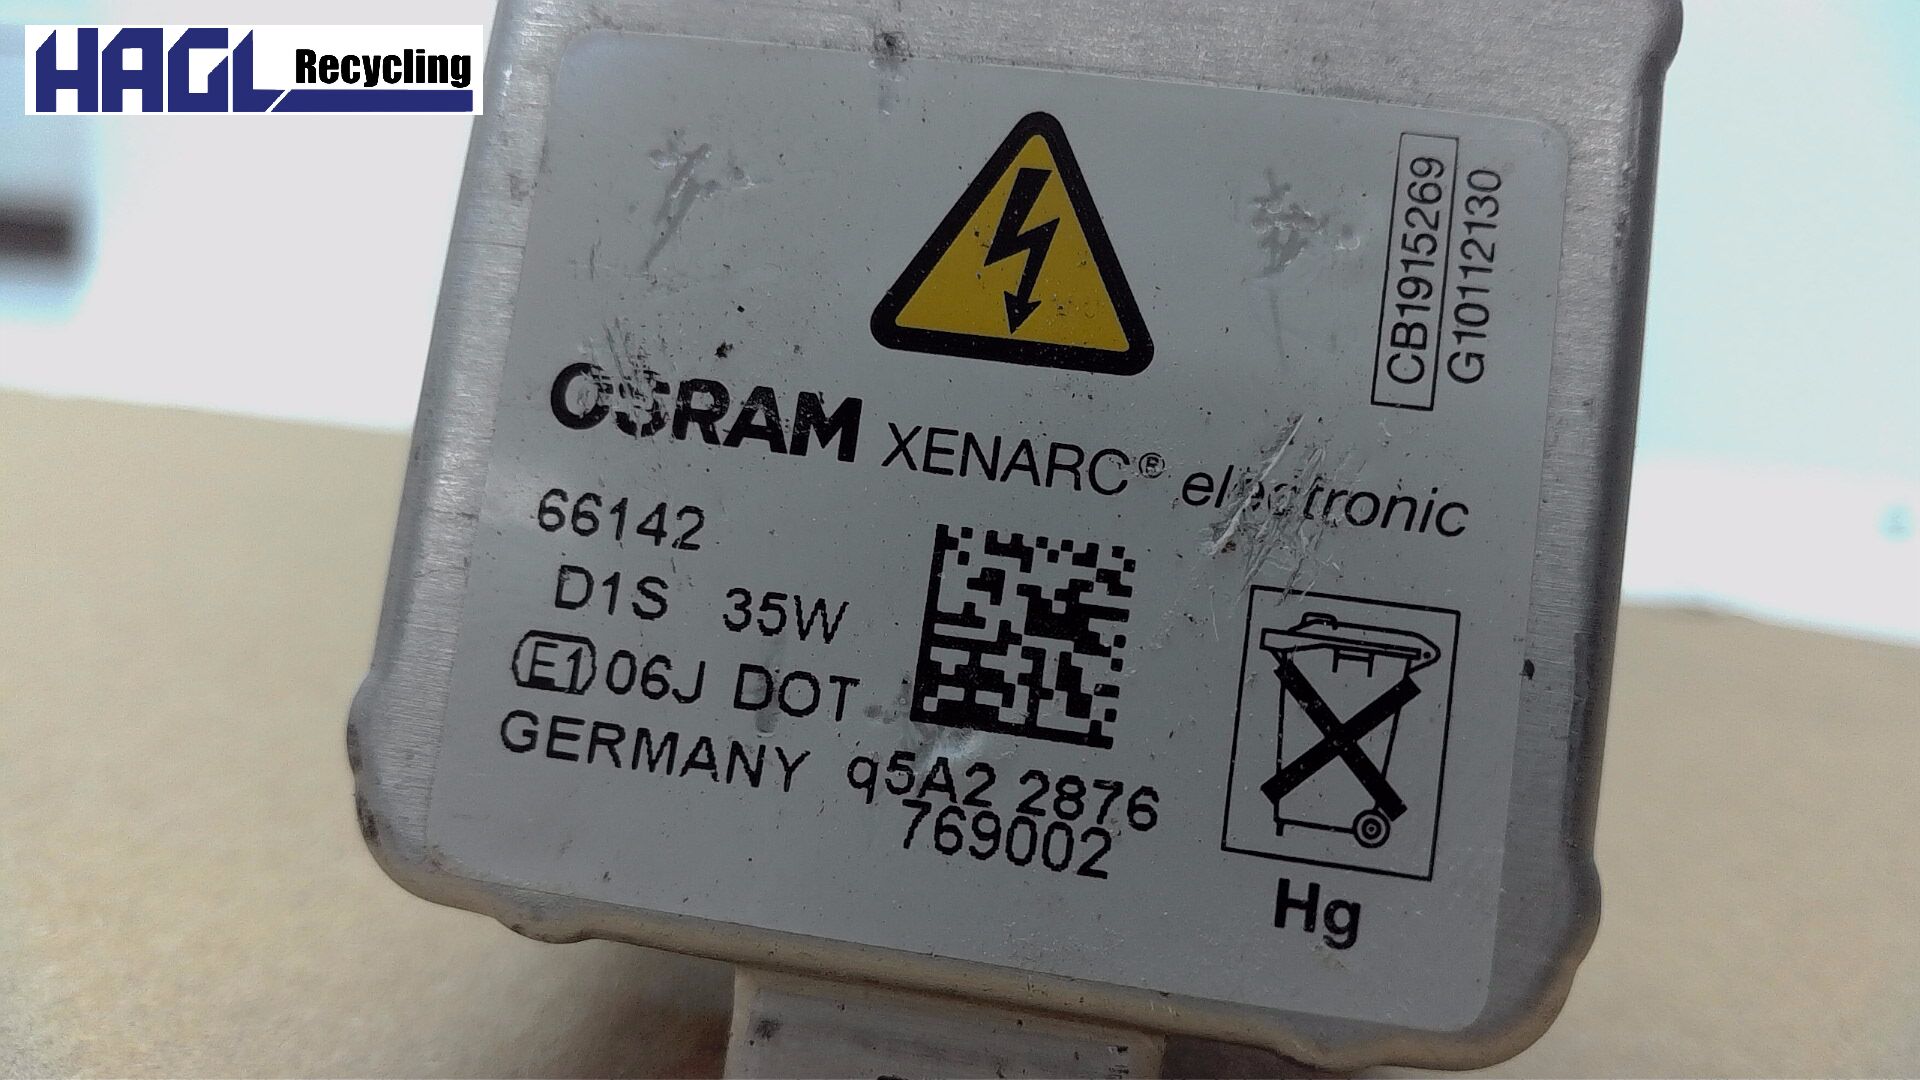 HAGL Recycling
CB1915269
G10112130
OSRAM XENARC® electronic
66142
D1S 35W
E1 06J DOT
GERMANY q5A2 2876
769002
Hg